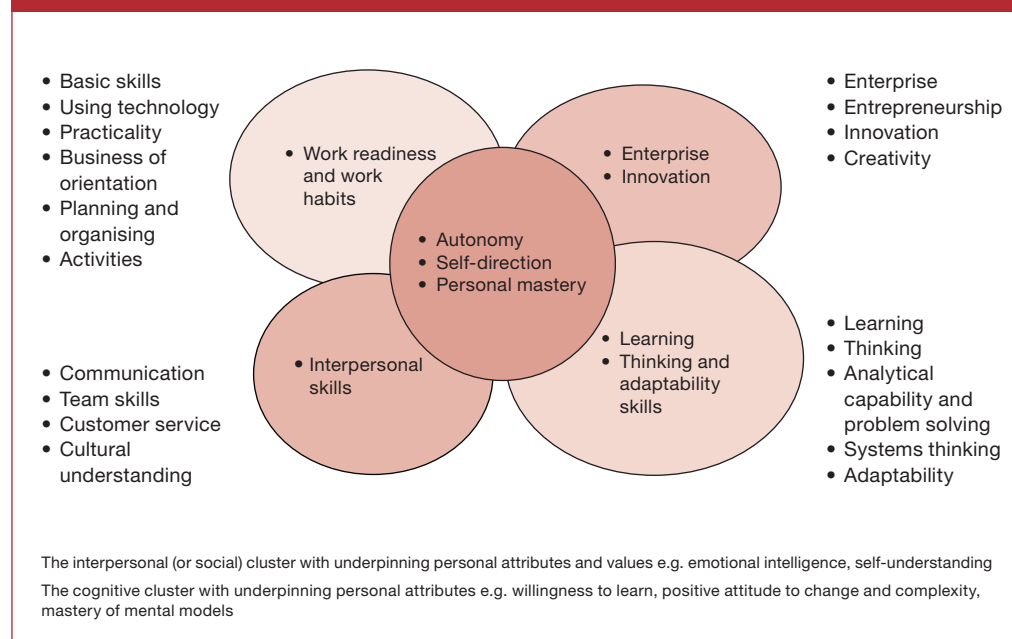 • Basic skills
• Using technology
• Practicality
• Business of
orientation
• Planning and
organising
• Activities
• Work readiness
and work
habits
• Enterprise
• Innovation
• Enterprise
• Entrepreneurship
• Innovation
• Creativity
• Autonomy
• Self-direction
• Personal mastery
• Communication
• Team skills
• Customer service
• Cultural
understanding
• Interpersonal
skills
• Learning
• Thinking and
adaptability
skills
• Learning
• Thinking
• Analytical
capability and
problem solving
• Systems thinking
• Adaptability
The interpersonal (or social) cluster with underpinning personal attributes and values e.g. emotional intelligence, self-understanding
The cognitive cluster with underpinning personal attributes e.g. willingness to learn, positive attitude to change and complexity,
mastery of mental models